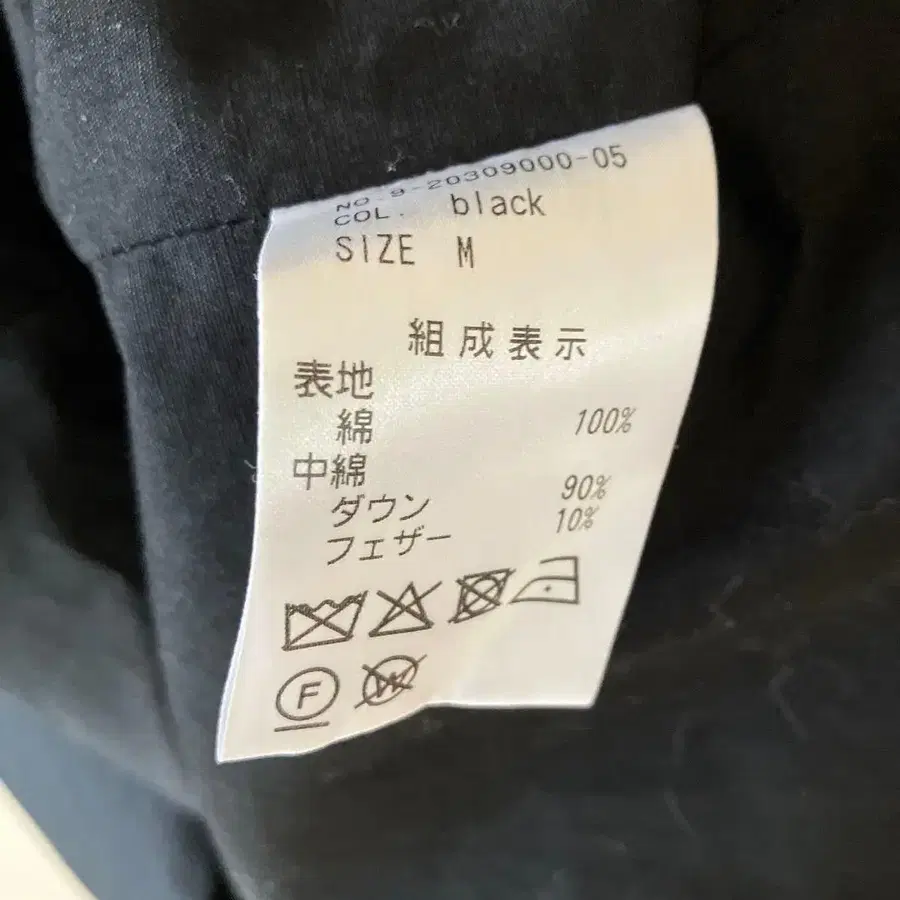 NO. 9-20309000-05
COL. black
SIZE M
組成表示
表地
綿 100%
中綿
ダウン 90%
フェザー 10%
F
W